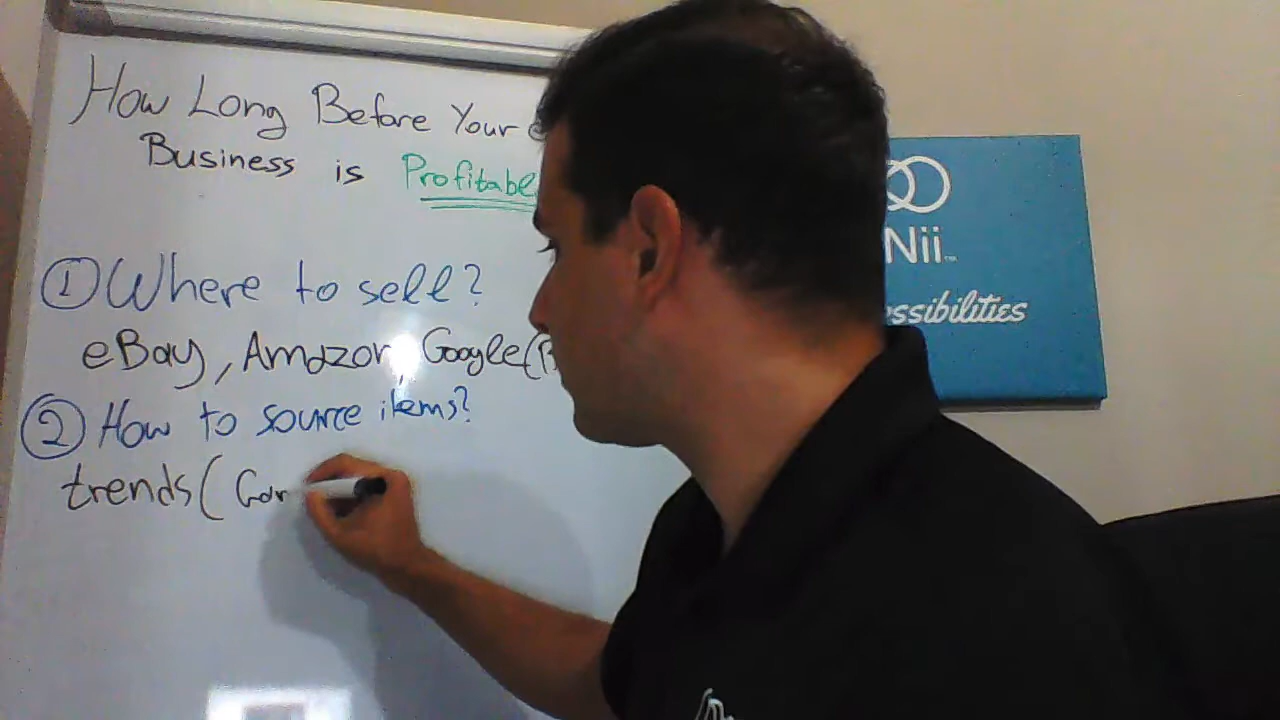 How Long Before Your
Business is Profitable
① Where to sell?
eBay, Amazon, Google(
② How to source items?
trends(
Nii
ssibilities